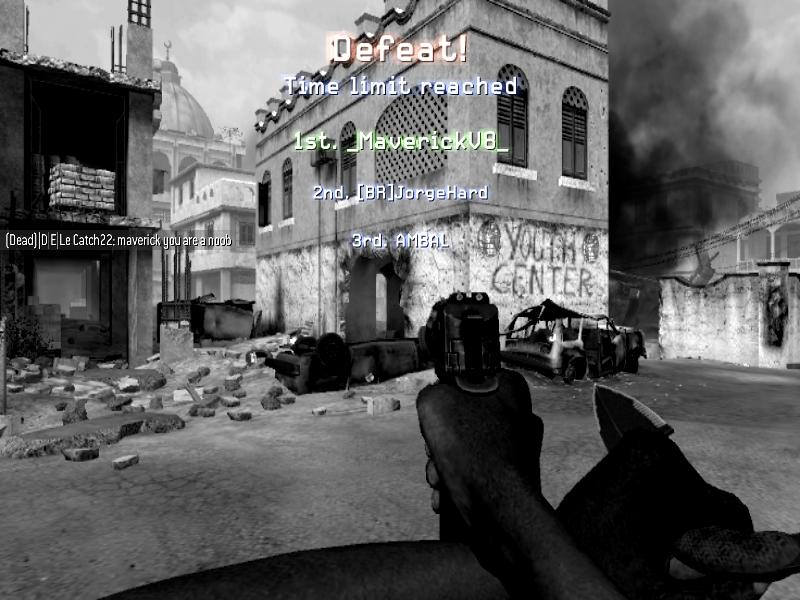 Defeat!
Time limit reached
1st. _MaverickV8_
2nd. [BR]JorgeHard
(Dead)|D|E|Le Catch22: maverick you are a noob
3rd. AMBAL
YOUTH
CENTER